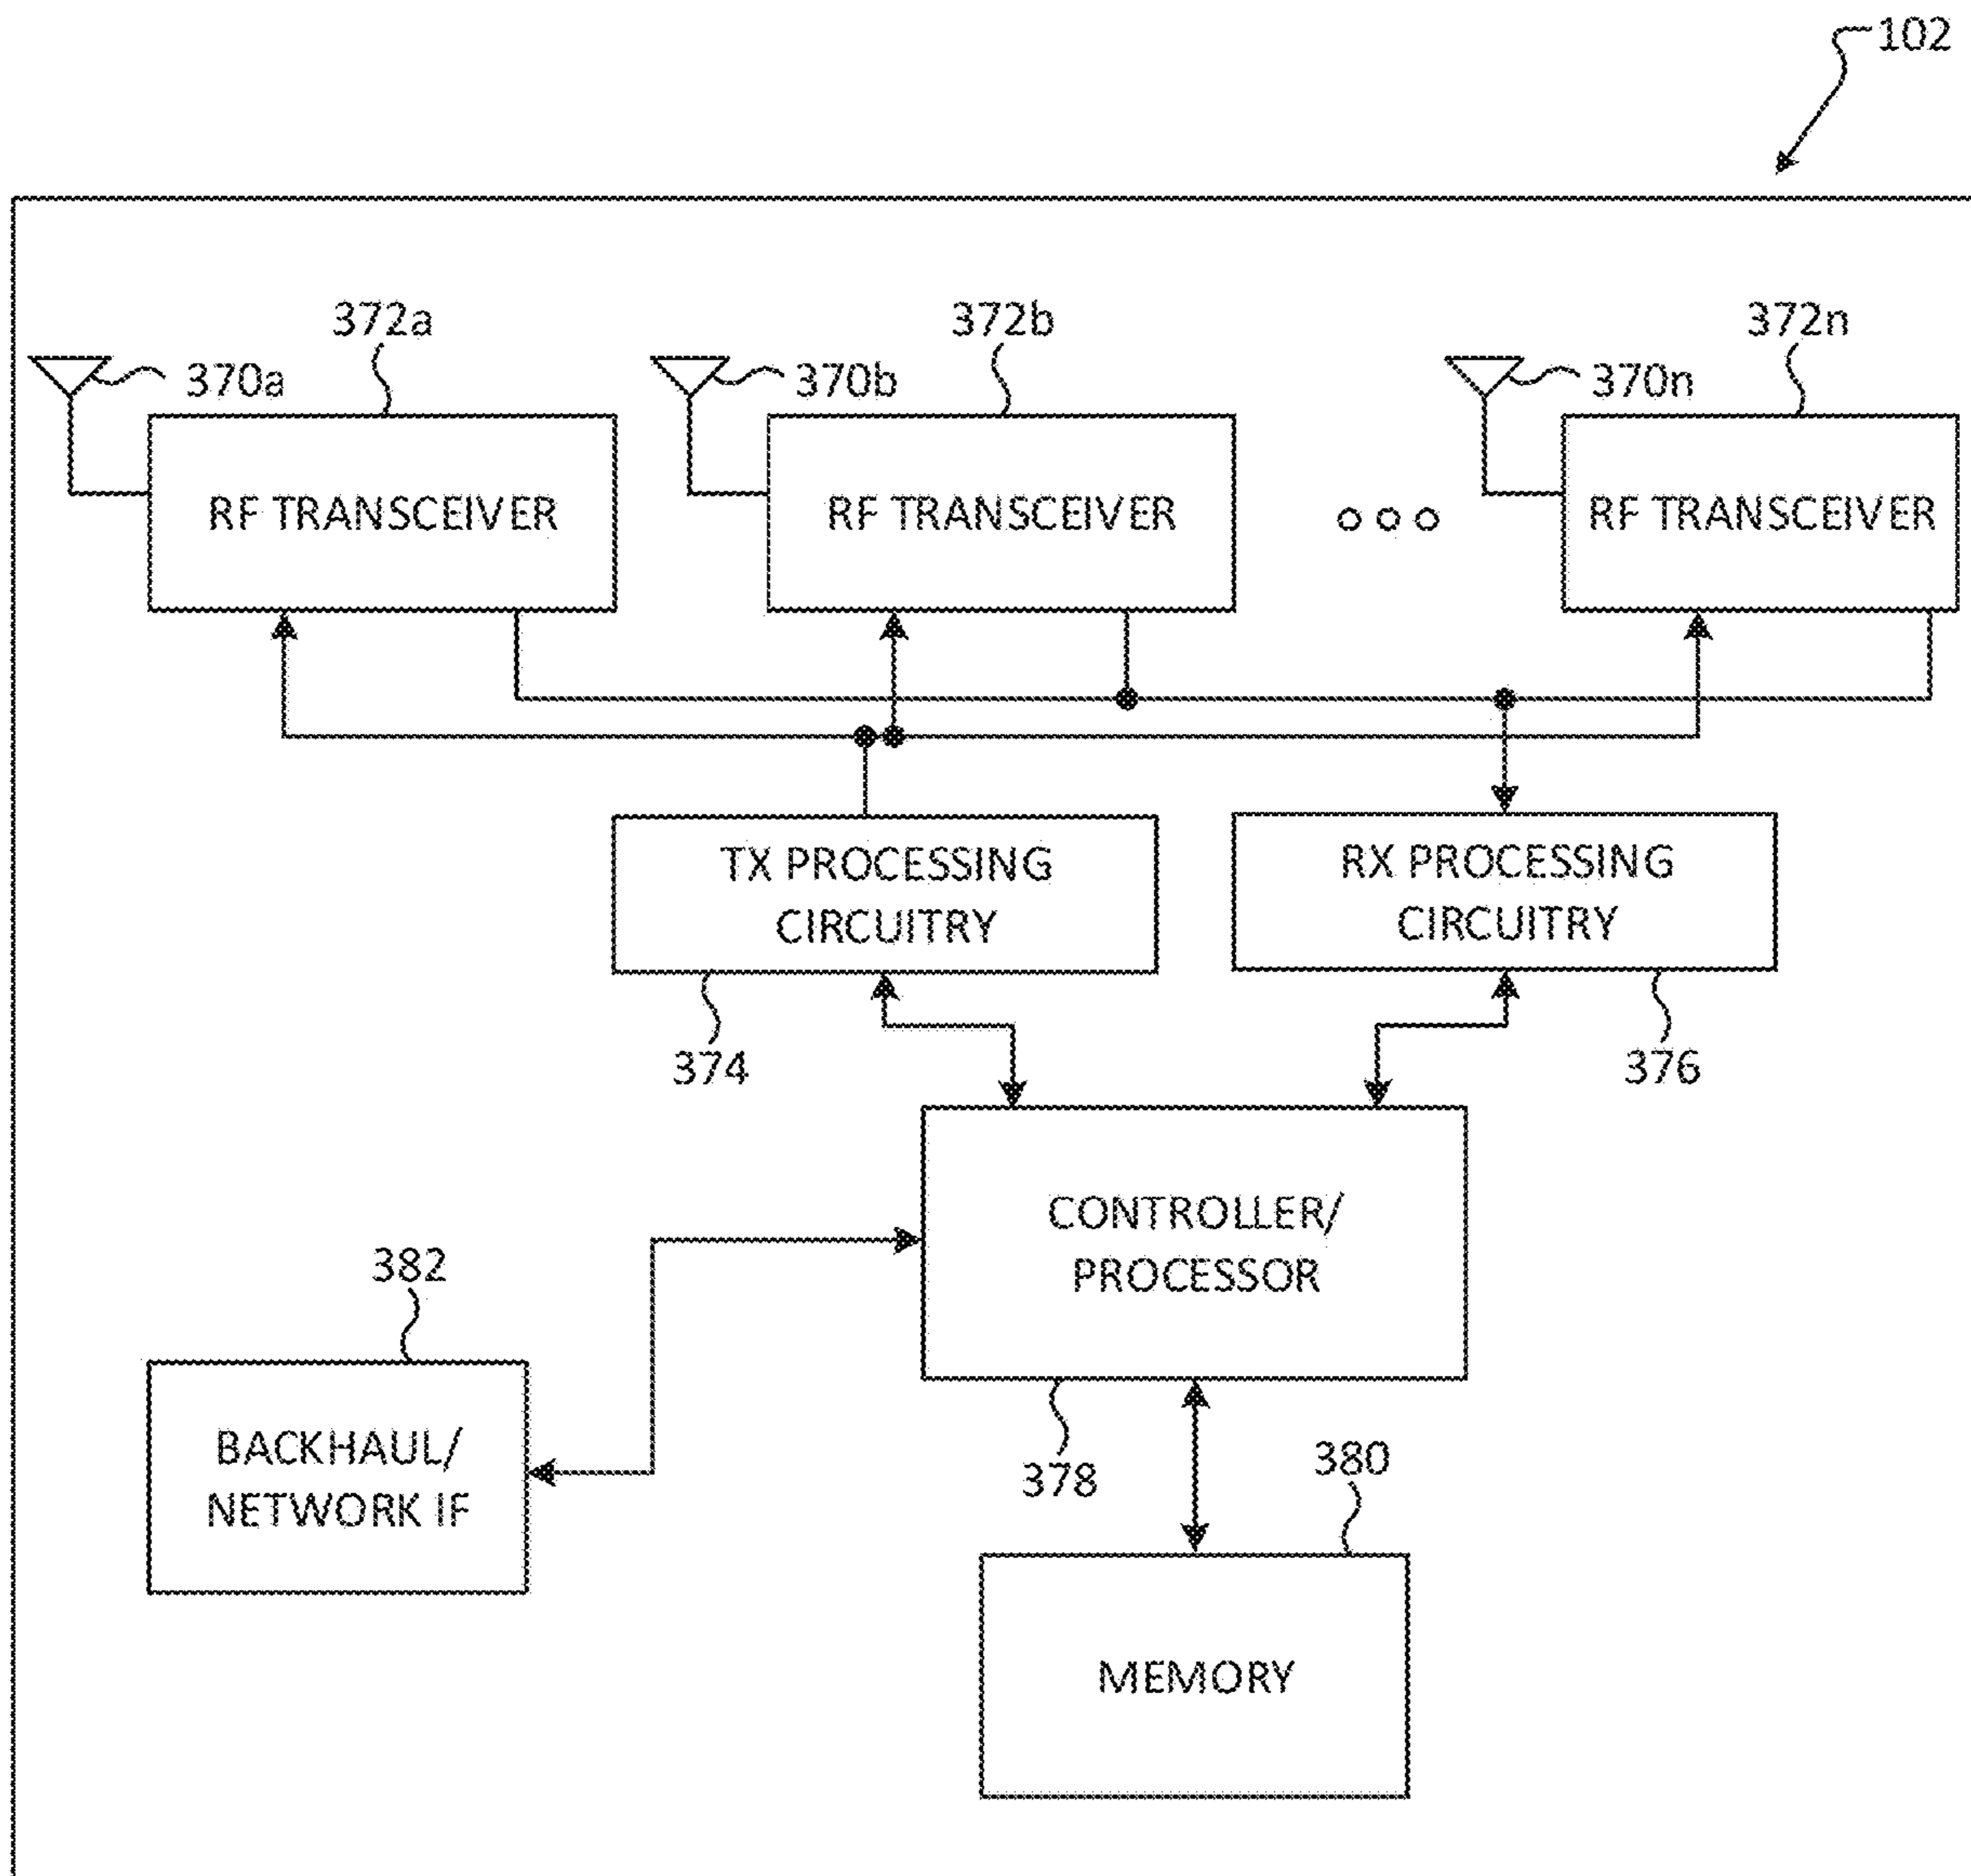 102
372a
372b
372n
370a
370b
370n
RF TRANSCEIVER
RF TRANSCEIVER
RF TRANSCEIVER
TX PROCESSING
CIRCUITRY
RX PROCESSING
CIRCUITRY
374
376
CONTROLLER/
PROCESSOR
382
BACKHAUL/
NETWORK IF
378
380
MEMORY